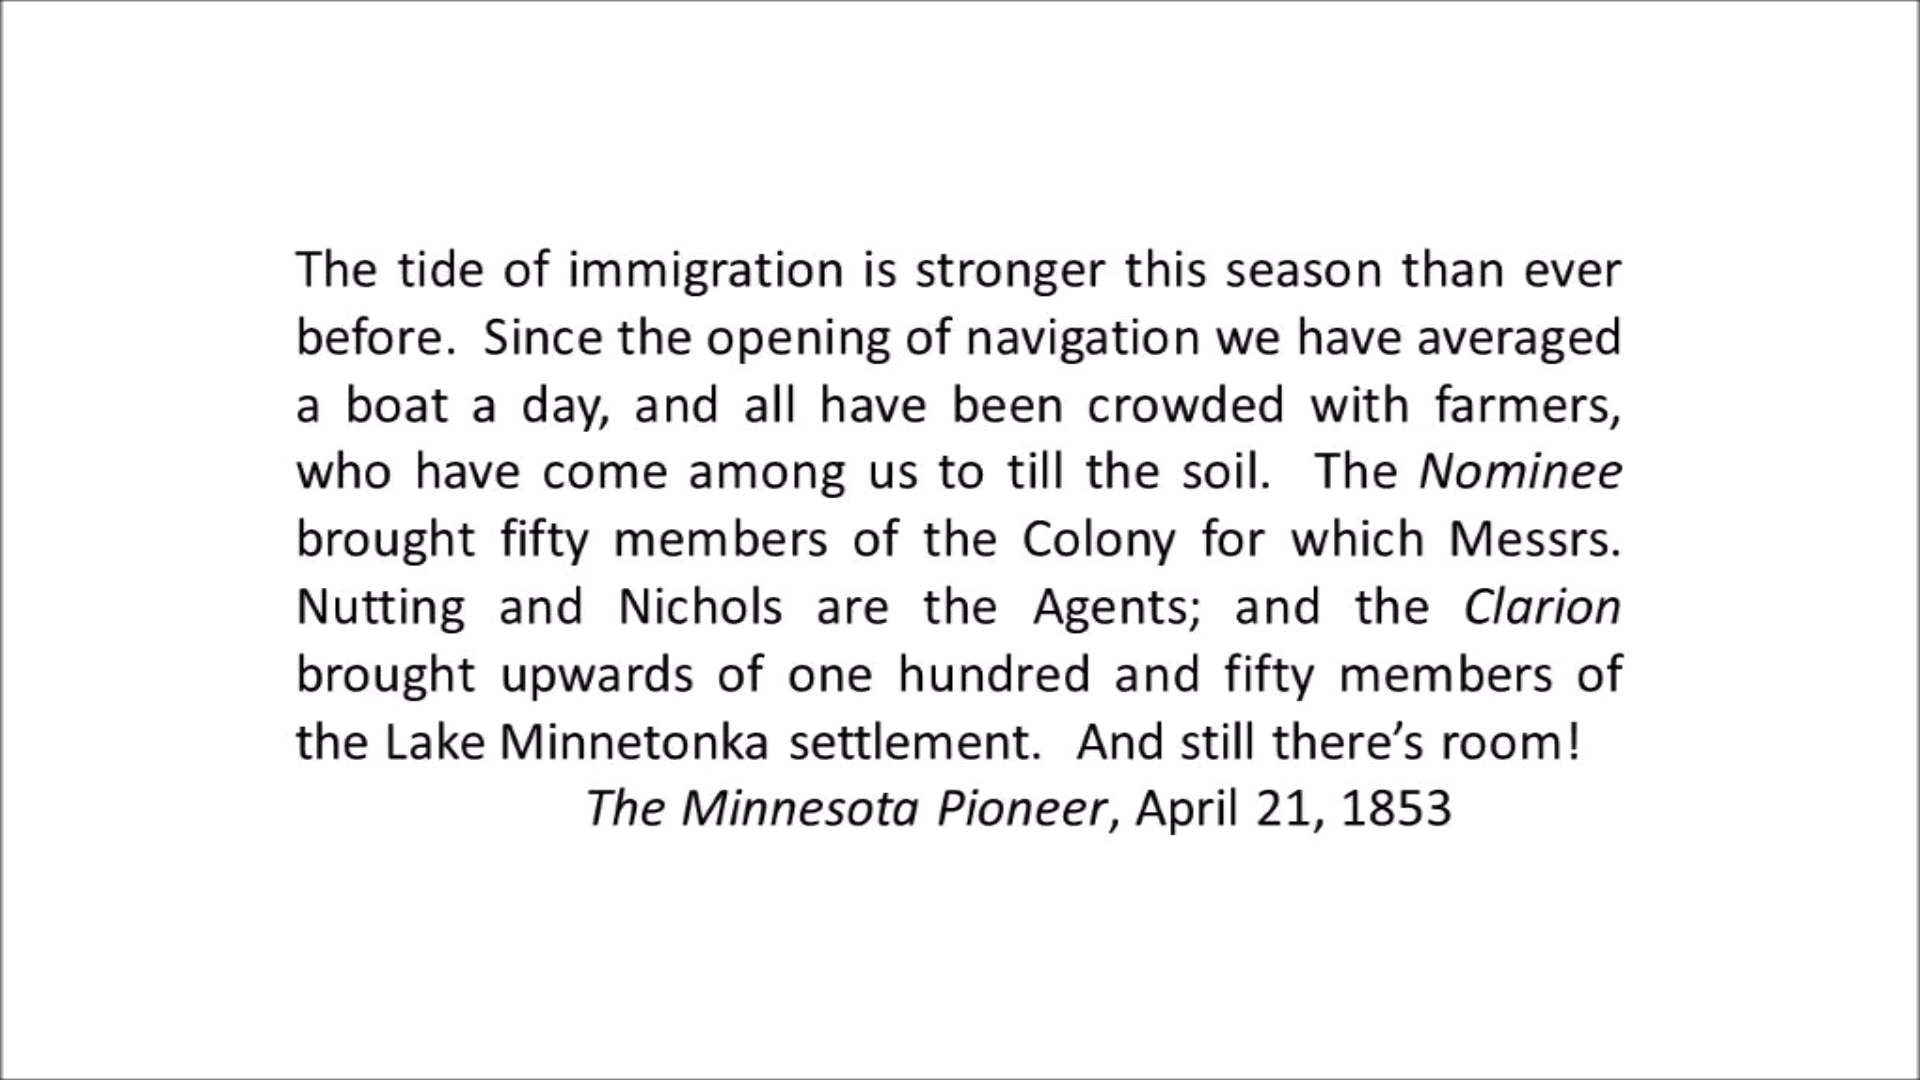 The tide of immigration is stronger this season than ever
before.  Since the opening of navigation we have averaged
a boat a day, and all have been crowded with farmers,
who have come among us to till the soil.  The Nominee
brought fifty members of the Colony for which Messrs.
Nutting and Nichols are the Agents; and the Clarion
brought upwards of one hundred and fifty members of
the Lake Minnetonka settlement.  And still there’s room!
The Minnesota Pioneer, April 21, 1853